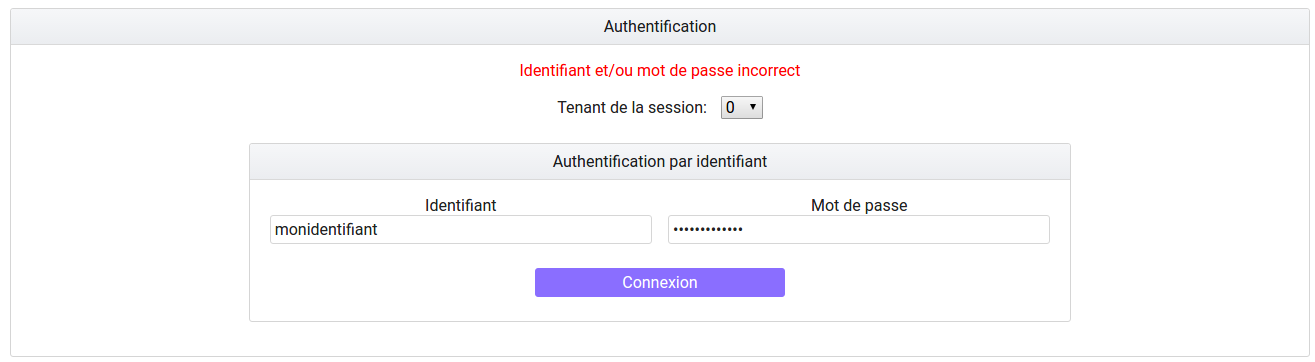 Authentification
Identifiant et/ou mot de passe incorrect
Tenant de la session: 0
Authentification par identifiant
Identifiant Mot de passe
monidentifiant •••••••••••••
Connexion